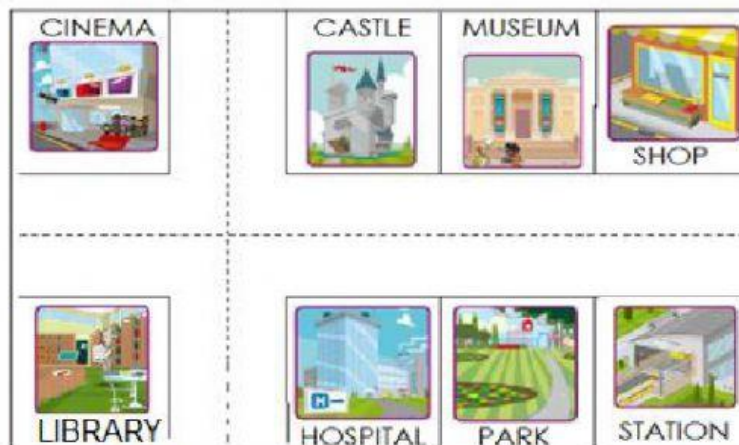 CINEMA
CASTLE
MUSEUM
SHOP
LIBRARY
HOSPITAL
PARK
STATION